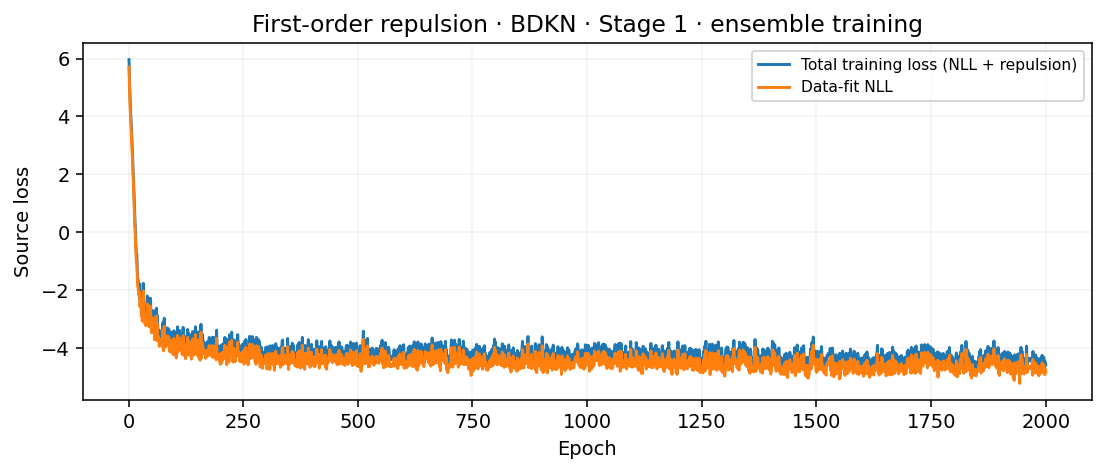 First-order repulsion · BDKN · Stage 1 · ensemble training
Total training loss (NLL + repulsion)
Data-fit NLL
Source loss
6
4
2
0
−2
−4
0 250 500 750 1000 1250 1500 1750 2000
Epoch